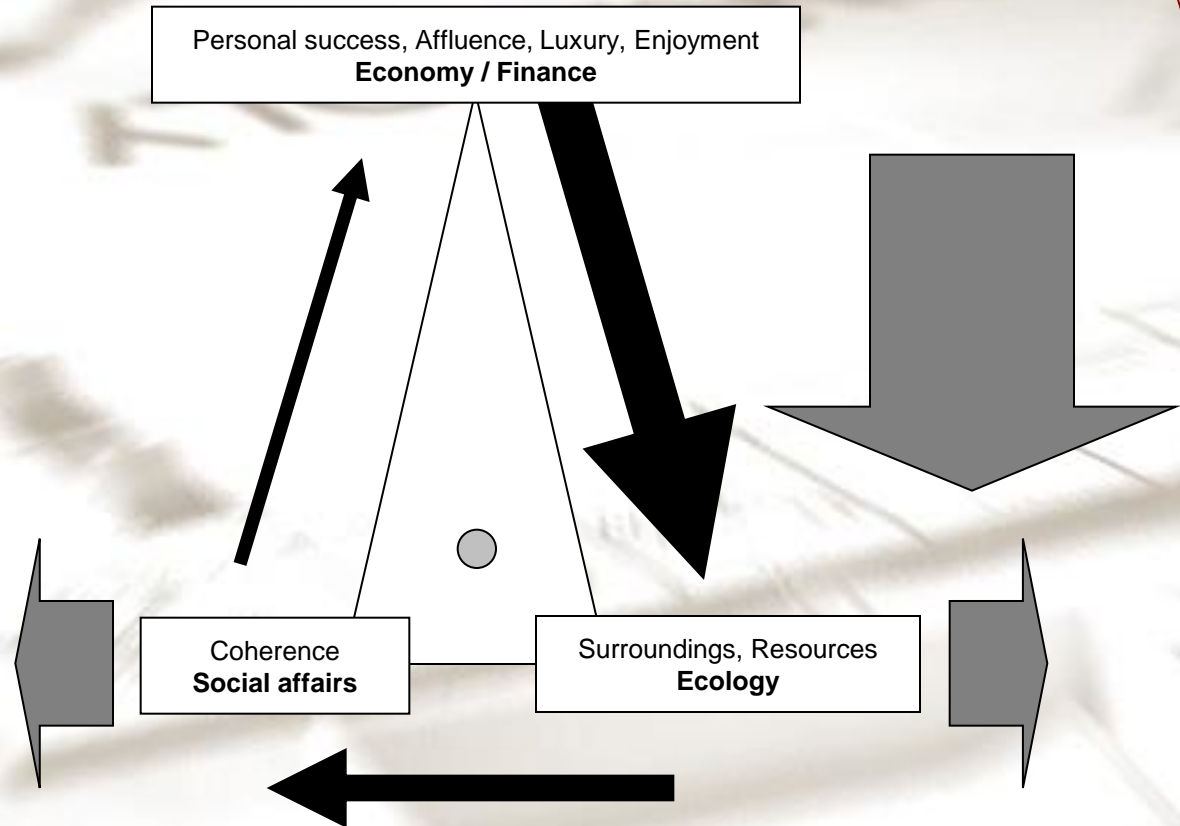 Personal success, Affluence, Luxury, Enjoyment
Economy / Finance
Coherence
Social affairs
Surroundings, Resources
Ecology